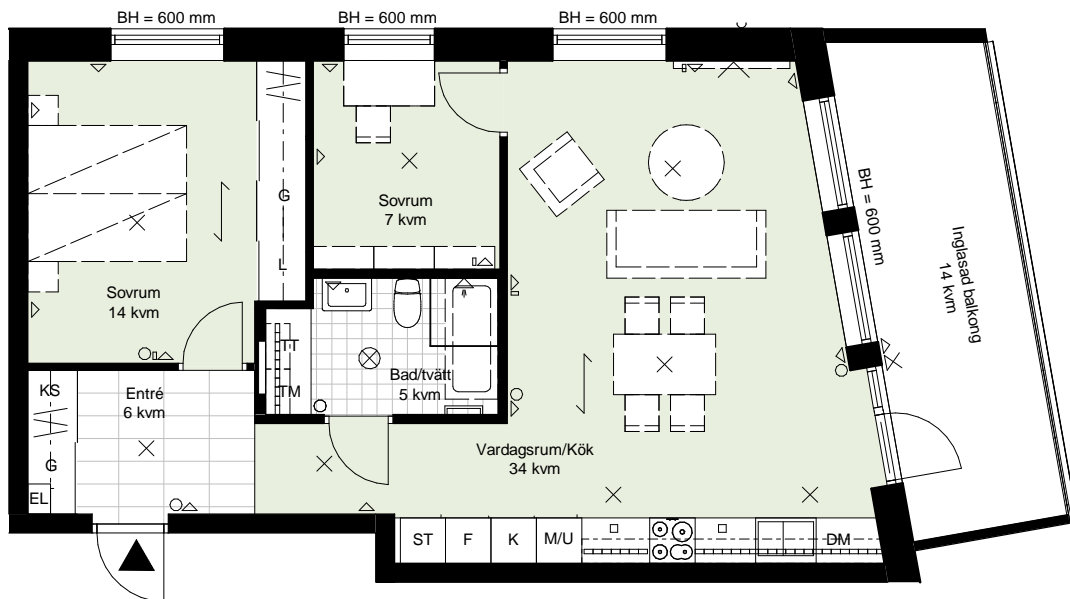 BH = 600 mm
BH = 600 mm
BH = 600 mm
G
L
Sovrum
7 kvm
BH = 600 mm
Inglasad balkong
14 kvm
Sovrum
14 kvm
TT
TM
Bad/tvätt
5 kvm
KS
G
EL
Entré
6 kvm
Vardagsrum/Kök
34 kvm
ST
F
K
M/U
DM